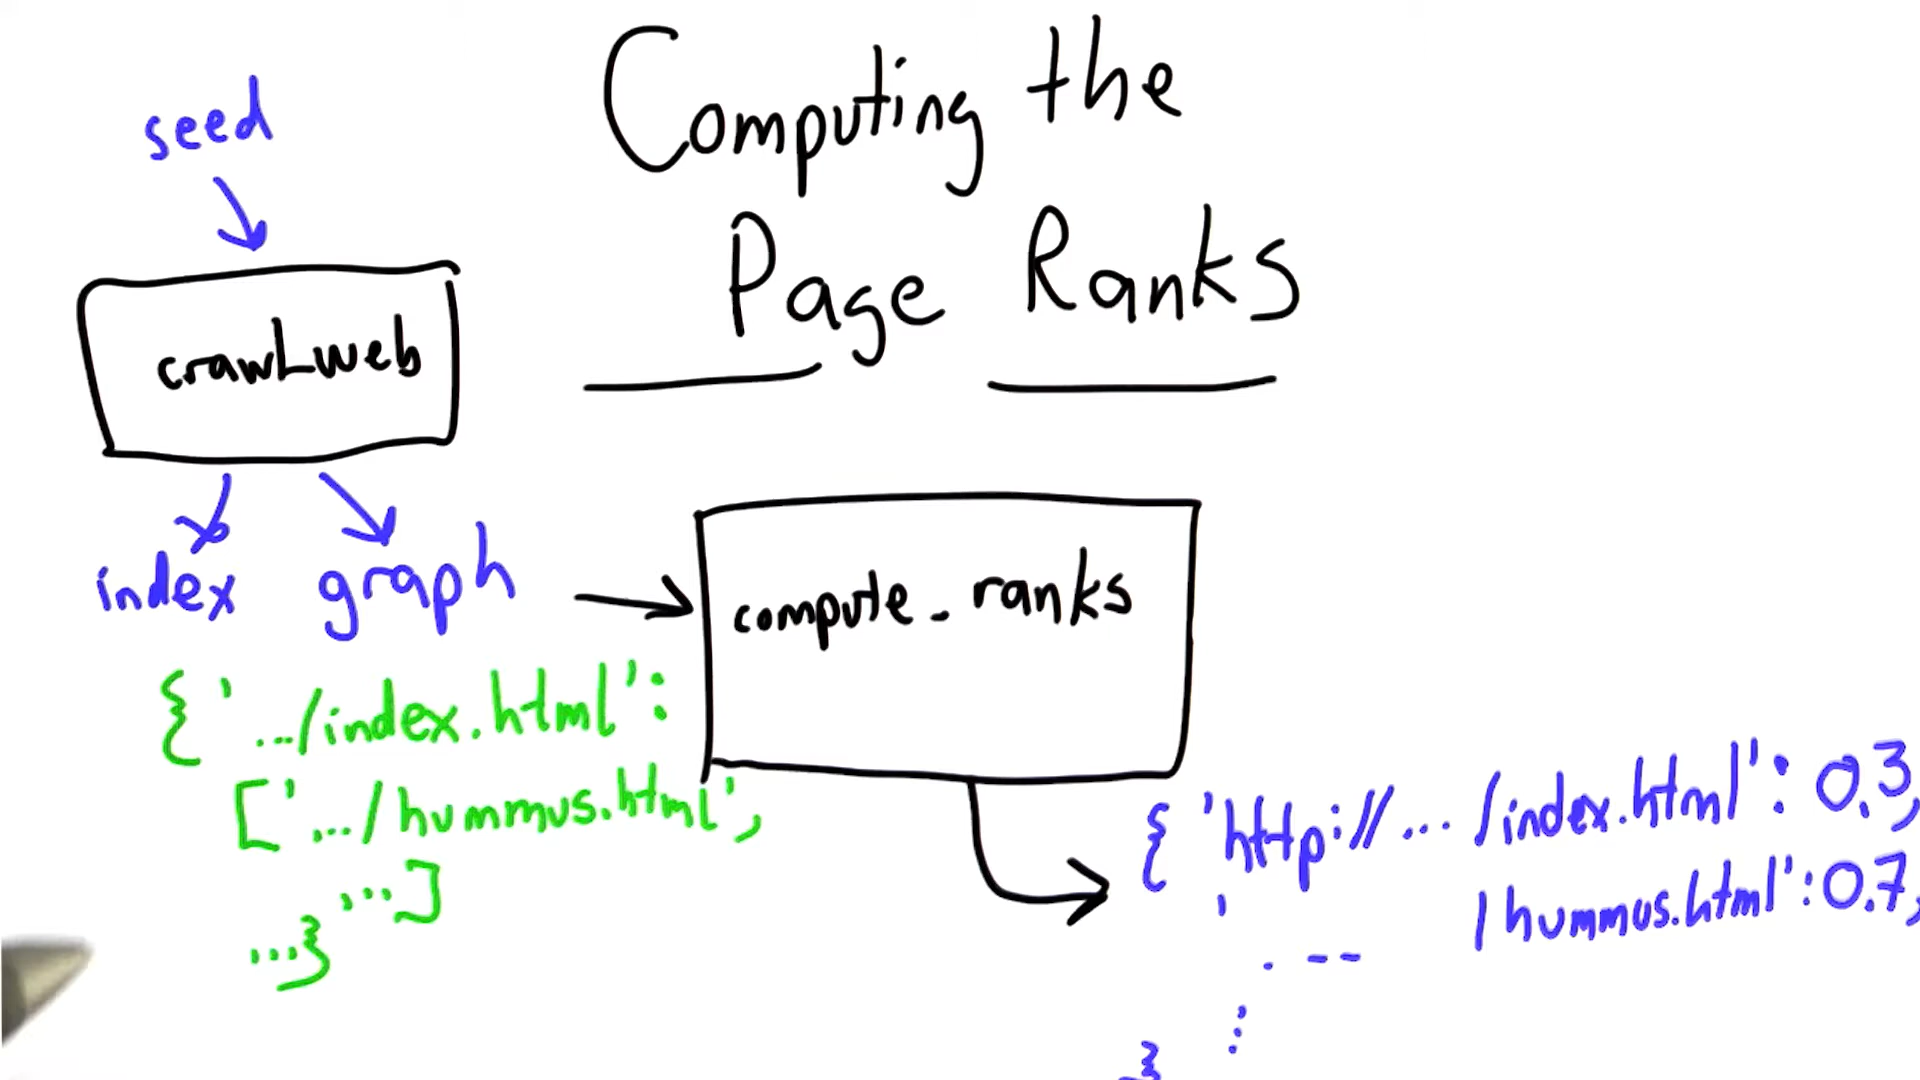 Computing the
Page Ranks
seed
crawl_web
index graph
compute_ranks
{'.../index.html':
['.../hummus.html',
...]
...}
{'http://... /index.html': 0.3,
' /hummus.html': 0.7,
}